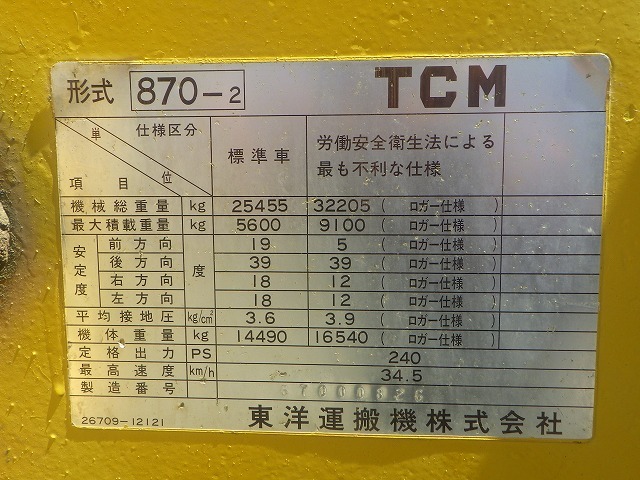 形式 870-2 TCM
単位 仕様区分 項目 標準車 労働安全衛生法による
最も不利な仕様
機械総重量 kg 25455 32205 ( ロガー仕様 )
最大積載重量 kg 5600 9100 ( ロガー仕様 )
安定度 前方向 度 19 5 ( ロガー仕様 )
後方向 39 39 ( ロガー仕様 )
右方向 18 12 ( ロガー仕様 )
左方向 18 12 ( ロガー仕様 )
平均接地圧 kg/cm² 3.6 3.9 ( ロガー仕様 )
機体重量 kg 14490 16540 ( ロガー仕様 )
定格出力 PS 240
最高速度 km/h 34.5
製造番号
26709-12121 東洋運搬機株式会社